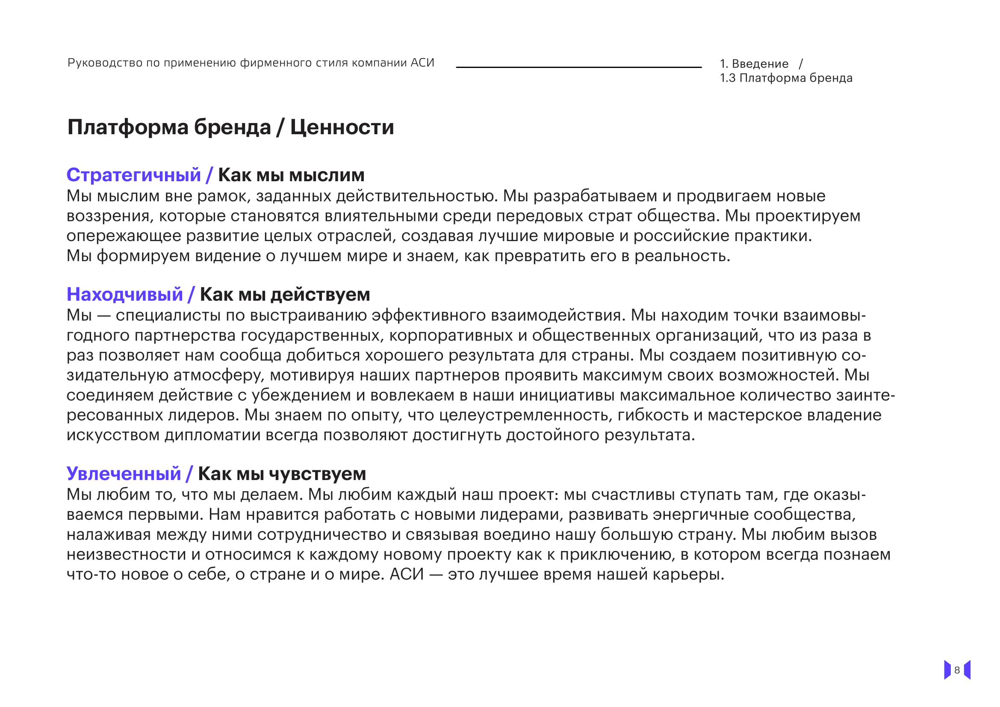 Руководство по применению фирменного стиля компании АСИ
1. Введение /
1.3 Платформа бренда
Платформа бренда / Ценности
Стратегичный / Как мы мыслим
Мы мыслим вне рамок, заданных действительностью. Мы разрабатываем и продвигаем новые
воззрения, которые становятся влиятельными среди передовых страт общества. Мы проектируем
опережающее развитие целых отраслей, создавая лучшие мировые и российские практики.
Мы формируем видение о лучшем мире и знаем, как превратить его в реальность.
Находчивый / Как мы действуем
Мы — специалисты по выстраиванию эффективного взаимодействия. Мы находим точки взаимовы-
годного партнерства государственных, корпоративных и общественных организаций, что из раза в
раз позволяет нам сообща добиться хорошего результата для страны. Мы создаем позитивную со-
зидательную атмосферу, мотивируя наших партнеров проявить максимум своих возможностей. Мы
соединяем действие с убеждением и вовлекаем в наши инициативы максимальное количество заинте-
ресованных лидеров. Мы знаем по опыту, что целеустремленность, гибкость и мастерское владение
искусством дипломатии всегда позволяют достигнуть достойного результата.
Увлеченный / Как мы чувствуем
Мы любим то, что мы делаем. Мы любим каждый наш проект: мы счастливы ступать там, где оказы-
ваемся первыми. Нам нравится работать с новыми лидерами, развивать энергичные сообщества,
налаживая между ними сотрудничество и связывая воедино нашу большую страну. Мы любим вызов
неизвестности и относимся к каждому новому проекту как к приключению, в котором всегда познаем
что-то новое о себе, о стране и о мире. АСИ — это лучшее время нашей карьеры.
8